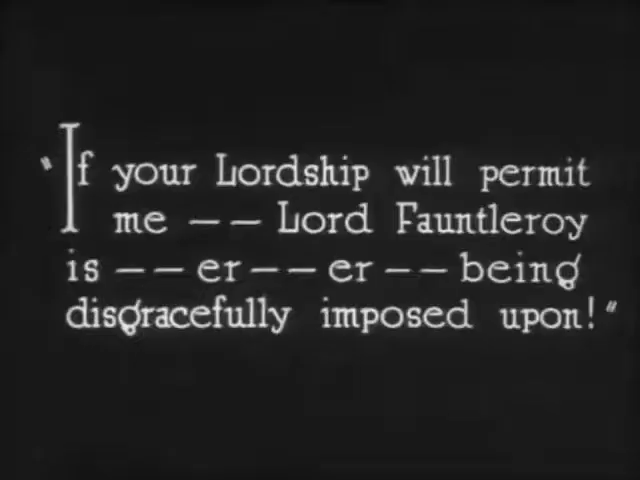 "If your Lordship will permit
me -- Lord Fauntleroy
is -- er -- er -- being
disgracefully imposed upon!"